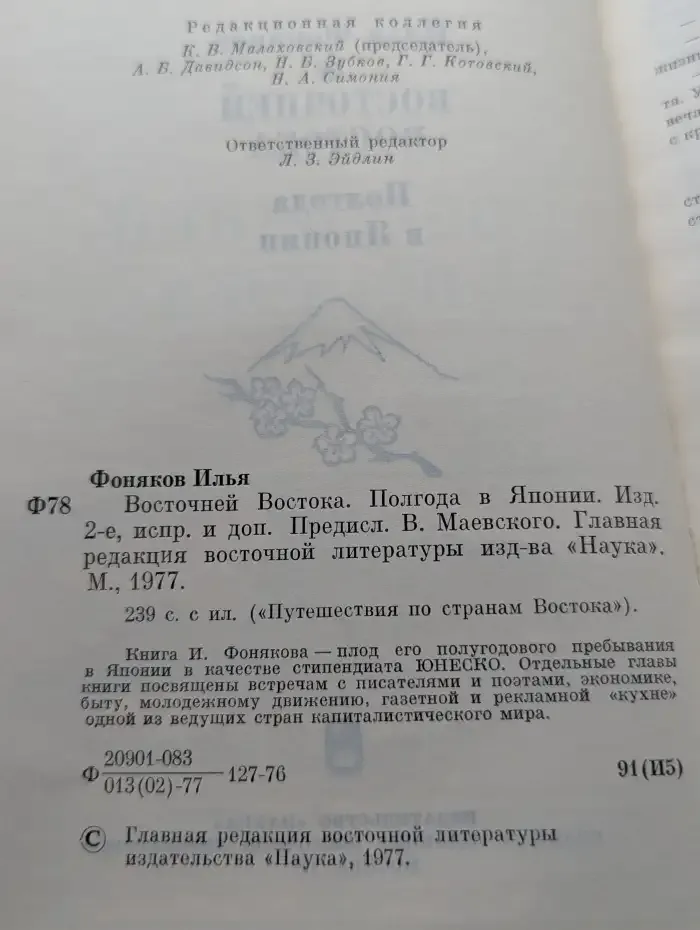 Редакционная коллегия
К. В. Малаховский (председатель),
А. Б. Давидсон, Н. Б. Зубков, Г. Г. Котовский,
Н. А. Симония
Ответственный редактор
Л. З. Эйдлин
Фоняков Илья
Ф78 Восточней Востока. Полгода в Японии. Изд.
2-е, испр. и доп. Предисл. В. Маевского. Главная
редакция восточной литературы изд-ва «Наука».
М., 1977.
239 с. с ил. («Путешествия по странам Востока»).
Книга И. Фонякова — плод его полугодового пребывания
в Японии в качестве стипендиата ЮНЕСКО. Отдельные главы
книги посвящены встречам с писателями и поэтами, экономике,
быту, молодежному движению, газетной и рекламной «кухне»
одной из ведущих стран капиталистического мира.
20901-083
Ф 127-76 91(И5)
013(02)-77
© Главная редакция восточной литературы
издательства «Наука», 1977.